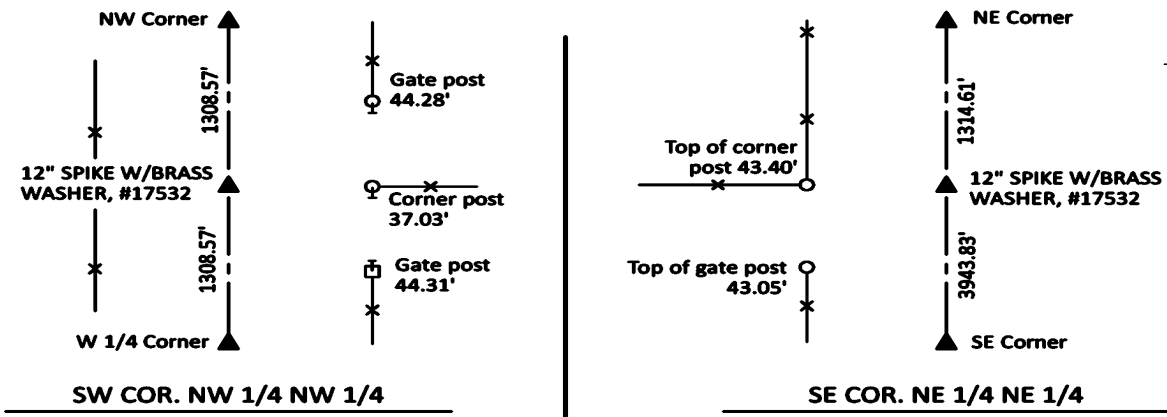 NW Corner
1308.57'
Gate post
44.28'
12" SPIKE W/BRASS
WASHER, #17532
Corner post
37.03'
1308.57'
Gate post
44.31'
W 1/4 Corner
SW COR. NW 1/4 NW 1/4
NE Corner
1314.61'
Top of corner
post 43.40'
12" SPIKE W/BRASS
WASHER, #17532
3943.83'
Top of gate post
43.05'
SE Corner
SE COR. NE 1/4 NE 1/4